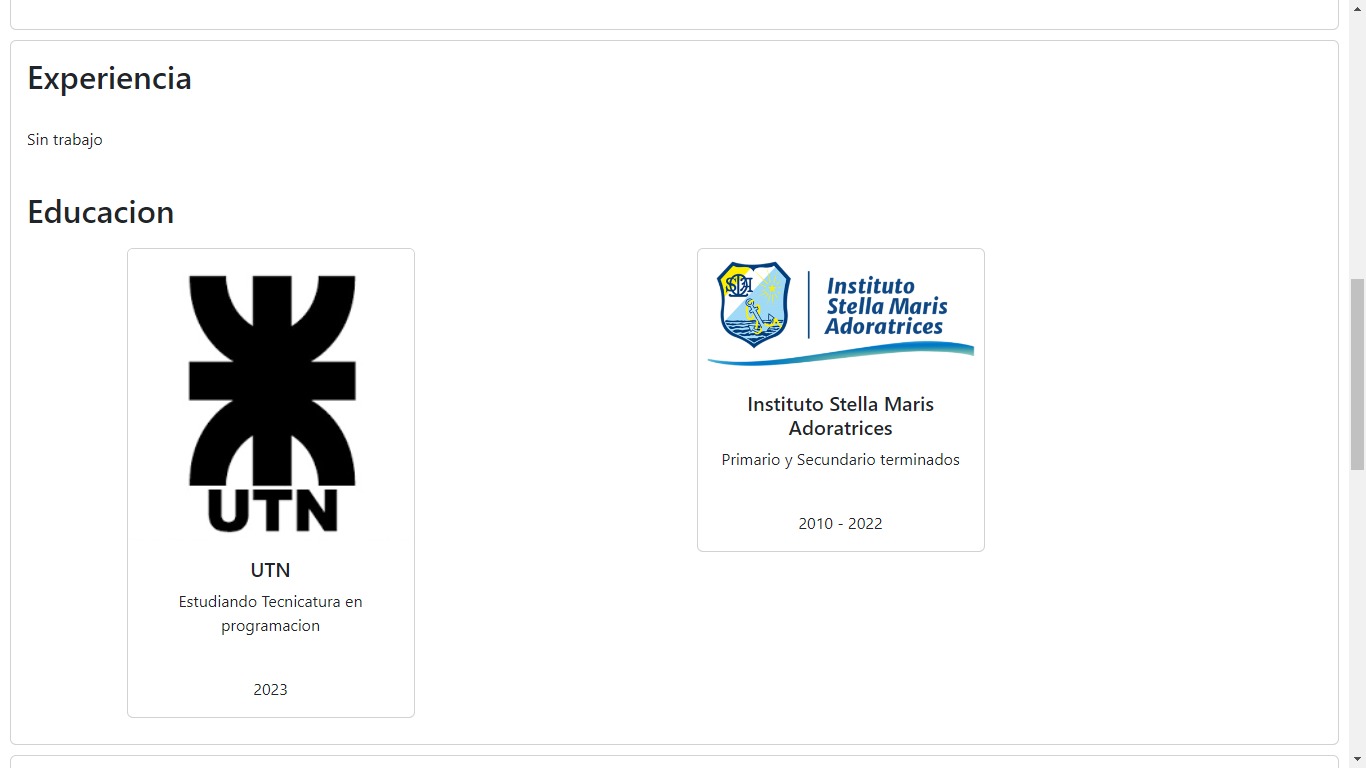 Experiencia
Sin trabajo
Educacion
UTN
UTN
Estudiando Tecnicatura en
programacion
2023
Instituto
Stella Maris
Adoratrices
Instituto Stella Maris
Adoratrices
Primario y Secundario terminados
2010 - 2022